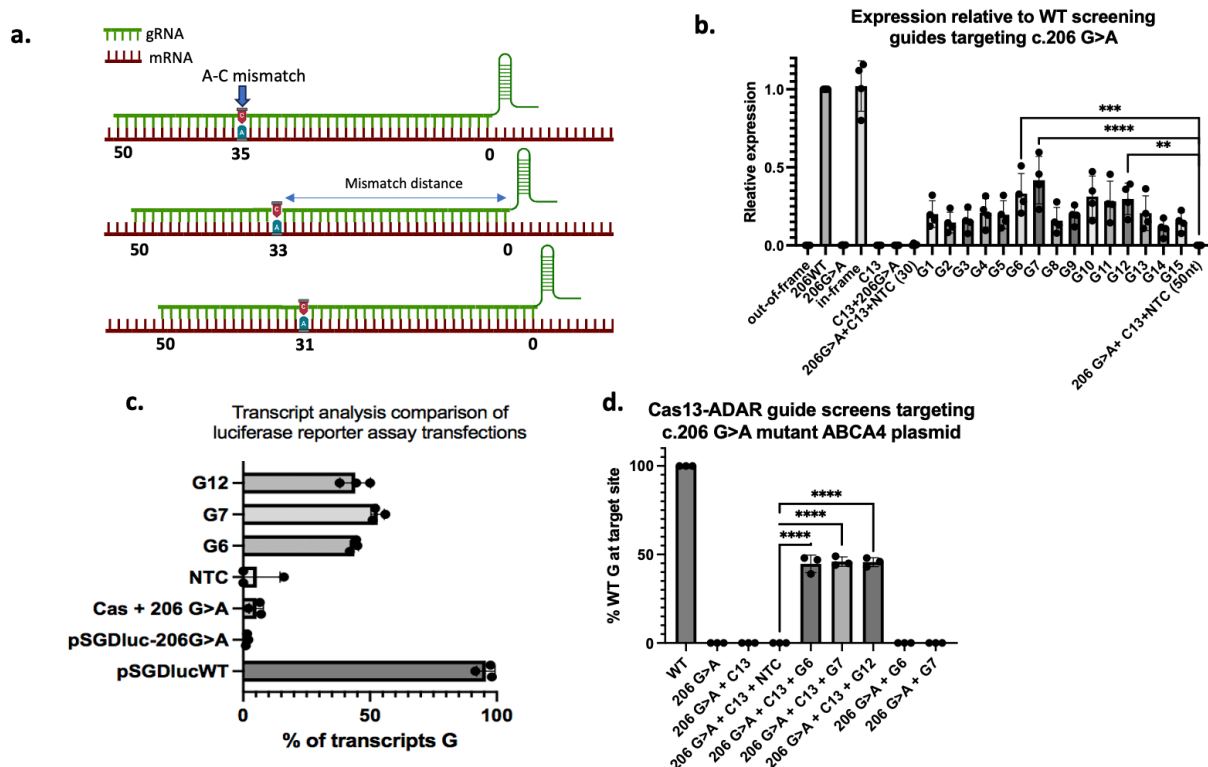 a.
gRNA
mRNA
A-C mismatch
C
A
50
35
0
Mismatch distance
C
A
50
33
0
C
A
50
31
0
b.
Expression relative to WT screening
guides targeting c.206 G>A
Rleative expression
1.0
0.5
0.0
***
****
**
out-of-frame
206WT
206G>A
in-frame
C13
C13+206G>A
206G>A+C13+NTC (30)
G1
G2
G3
G4
G5
G6
G7
G8
G9
G10
G11
G12
G13
G14
G15
206 G>A+ C13+NTC (50nt)
c.
Transcript analysis comparison of
luciferase reporter assay transfections
G12
G7
G6
NTC
Cas + 206 G>A
pSGDluc-206G>A
pSGDlucWT
0
50
100
% of transcripts G
d.
Cas13-ADAR guide screens targeting
c.206 G>A mutant ABCA4 plasmid
% WT G at target site
100
50
0
****
****
****
WT
206 G>A
206 G>A + C13
206 G>A + C13 + NTC
206 G>A + C13 + G6
206 G>A + C13 + G7
206 G>A + C13 + G12
206 G>A + G6
206 G>A + G7